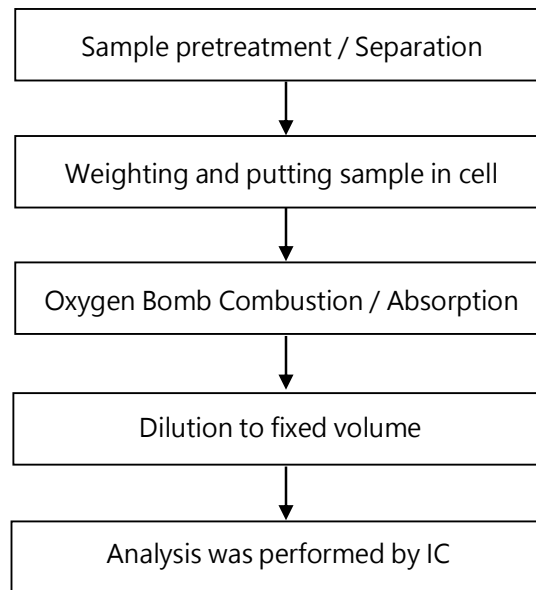 Sample pretreatment / Separation
Weighting and putting sample in cell
Oxygen Bomb Combustion / Absorption
Dilution to fixed volume
Analysis was performed by IC